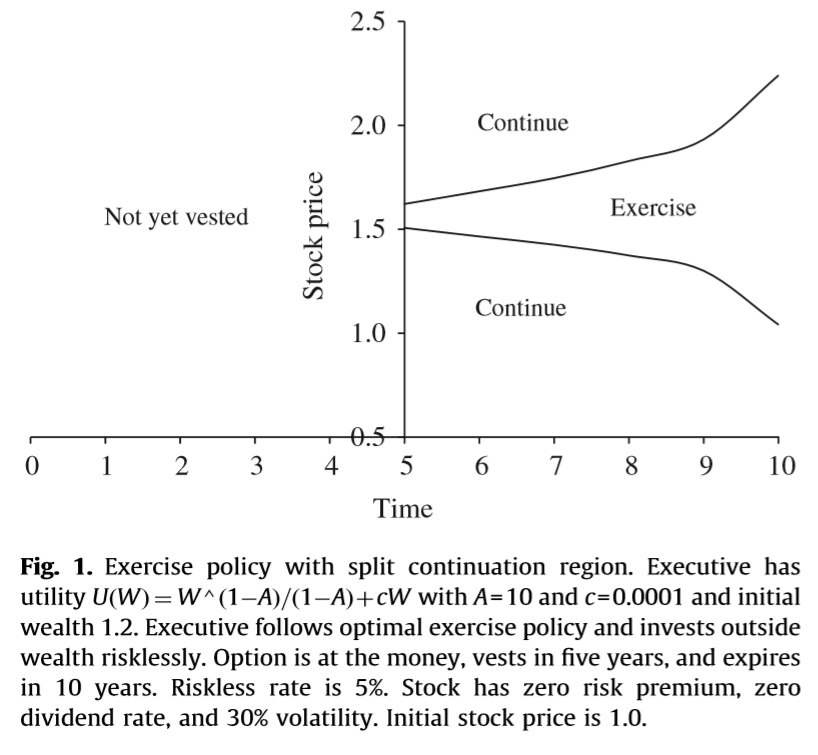 2.5
2.0
Continue
Exercise
Not yet vested
Stock price
1.5
Continue
1.0
0.5
0 1 2 3 4 5 6 7 8 9 10
Time
Fig. 1. Exercise policy with split continuation region. Executive has
utility U(W)=W^(1−A)/(1−A)+cW with A=10 and c=0.0001 and initial
wealth 1.2. Executive follows optimal exercise policy and invests outside
wealth risklessly. Option is at the money, vests in five years, and expires
in 10 years. Riskless rate is 5%. Stock has zero risk premium, zero
dividend rate, and 30% volatility. Initial stock price is 1.0.